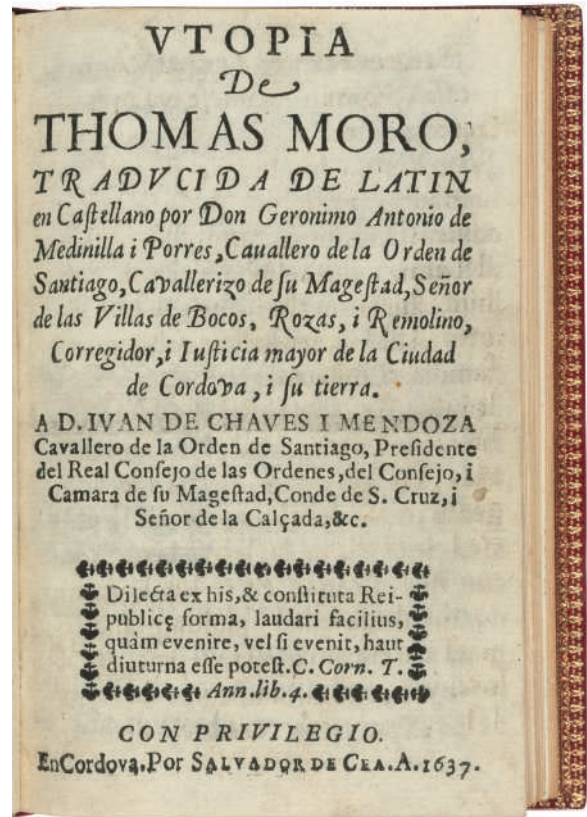 VTOPIA
De
THOMAS MORO,
TRADVCIDA DE LATIN
en Caſtellano por Don Geronimo Antonio de
Medinilla i Porres, Cauallero de la Orden de
Santiago, Cavallerizo de ſu Mageſtad, Señor
de las Villas de Bocos, Rozas, i Remolino,
Corregidor, i Iuſticia mayor de la Ciudad
de Cordova, i ſu tierra.
A D. IVAN DE CHAVES I MENDOZA
Cavallero de la Orden de Santiago, Preſidente
del Real Conſejo de las Ordenes, del Conſejo, i
Camara de ſu Mageſtad, Conde de S. Cruz, i
Señor de la Calçada, &c.
Dilecta ex his, & conſtituta Rei-
publicę forma, laudari facilius,
quàm evenire, vel ſi evenit, haut
diuturna eſſe poteſt. C. Corn. T.
Ann. lib. 4.
CON PRIVILEGIO.
En Cordova. Por SALVADOR DE CEA. A. 1637.